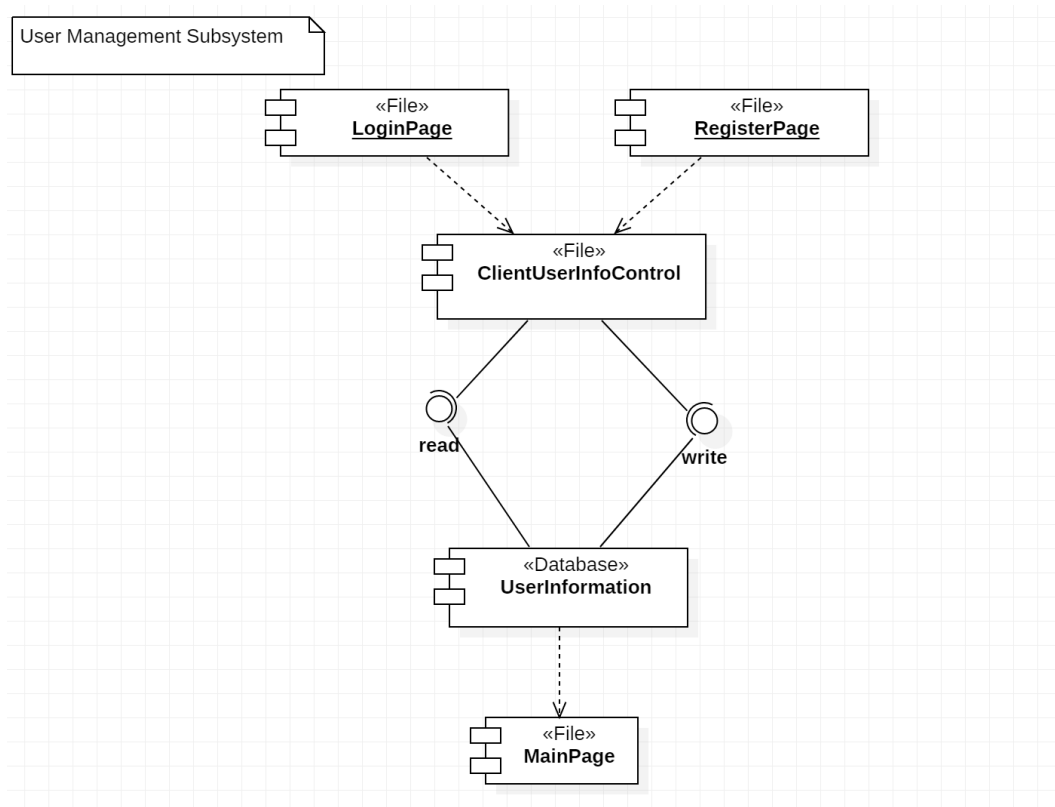 User Management Subsystem
«File»
LoginPage
«File»
RegisterPage
«File»
ClientUserInfoControl
read
write
«Database»
UserInformation
«File»
MainPage